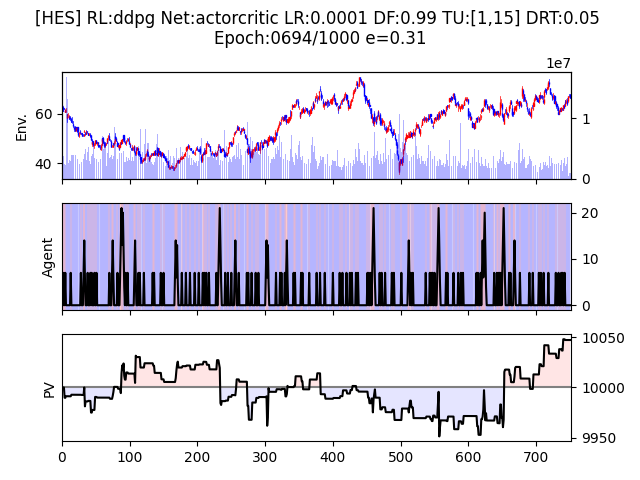 [HES] RL:ddpg Net:actorcritic LR:0.0001 DF:0.99 TU:[1,15] DRT:0.05
Epoch:0694/1000 e=0.31
1e7
Env.
60
40
1
0
Agent
20
10
0
PV
10050
10000
9950
0 100 200 300 400 500 600 700